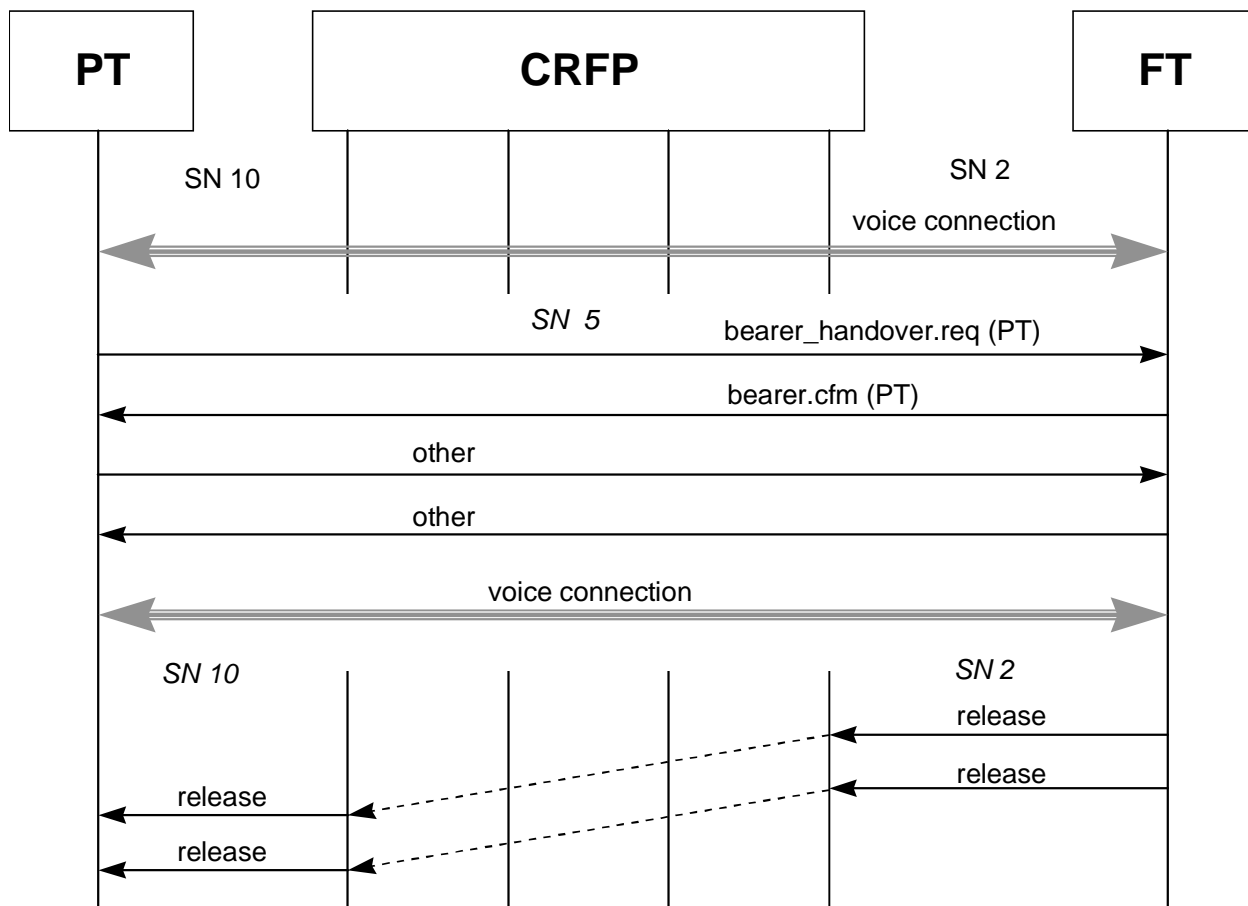 PT
CRFP
FT
SN 10
SN 2
voice connection
SN 5
bearer_handover.req (PT)
bearer.cfm (PT)
other
other
voice connection
SN 10
SN 2
release
release
release
release